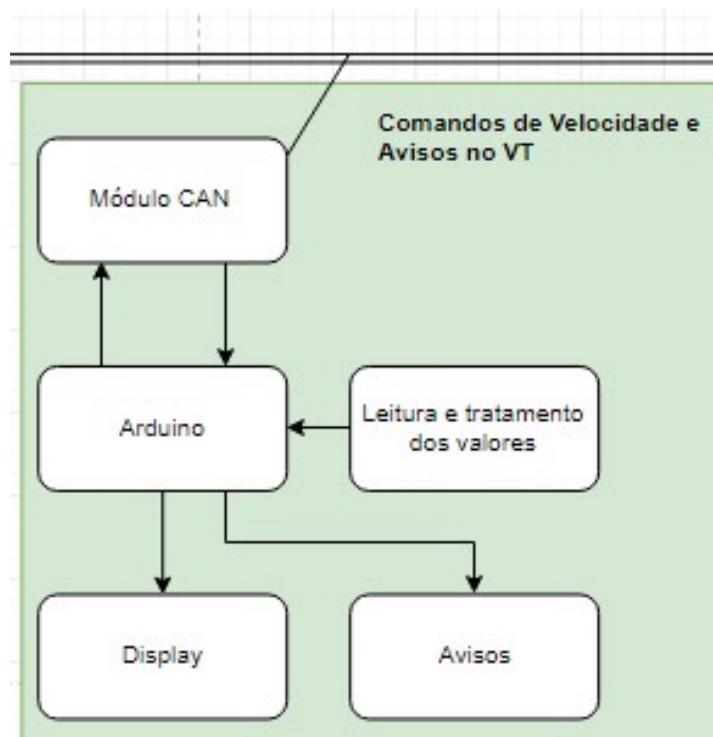 Comandos de Velocidade e
Avisos no VT
Módulo CAN
Arduino
Leitura e tratamento
dos valores
Display
Avisos